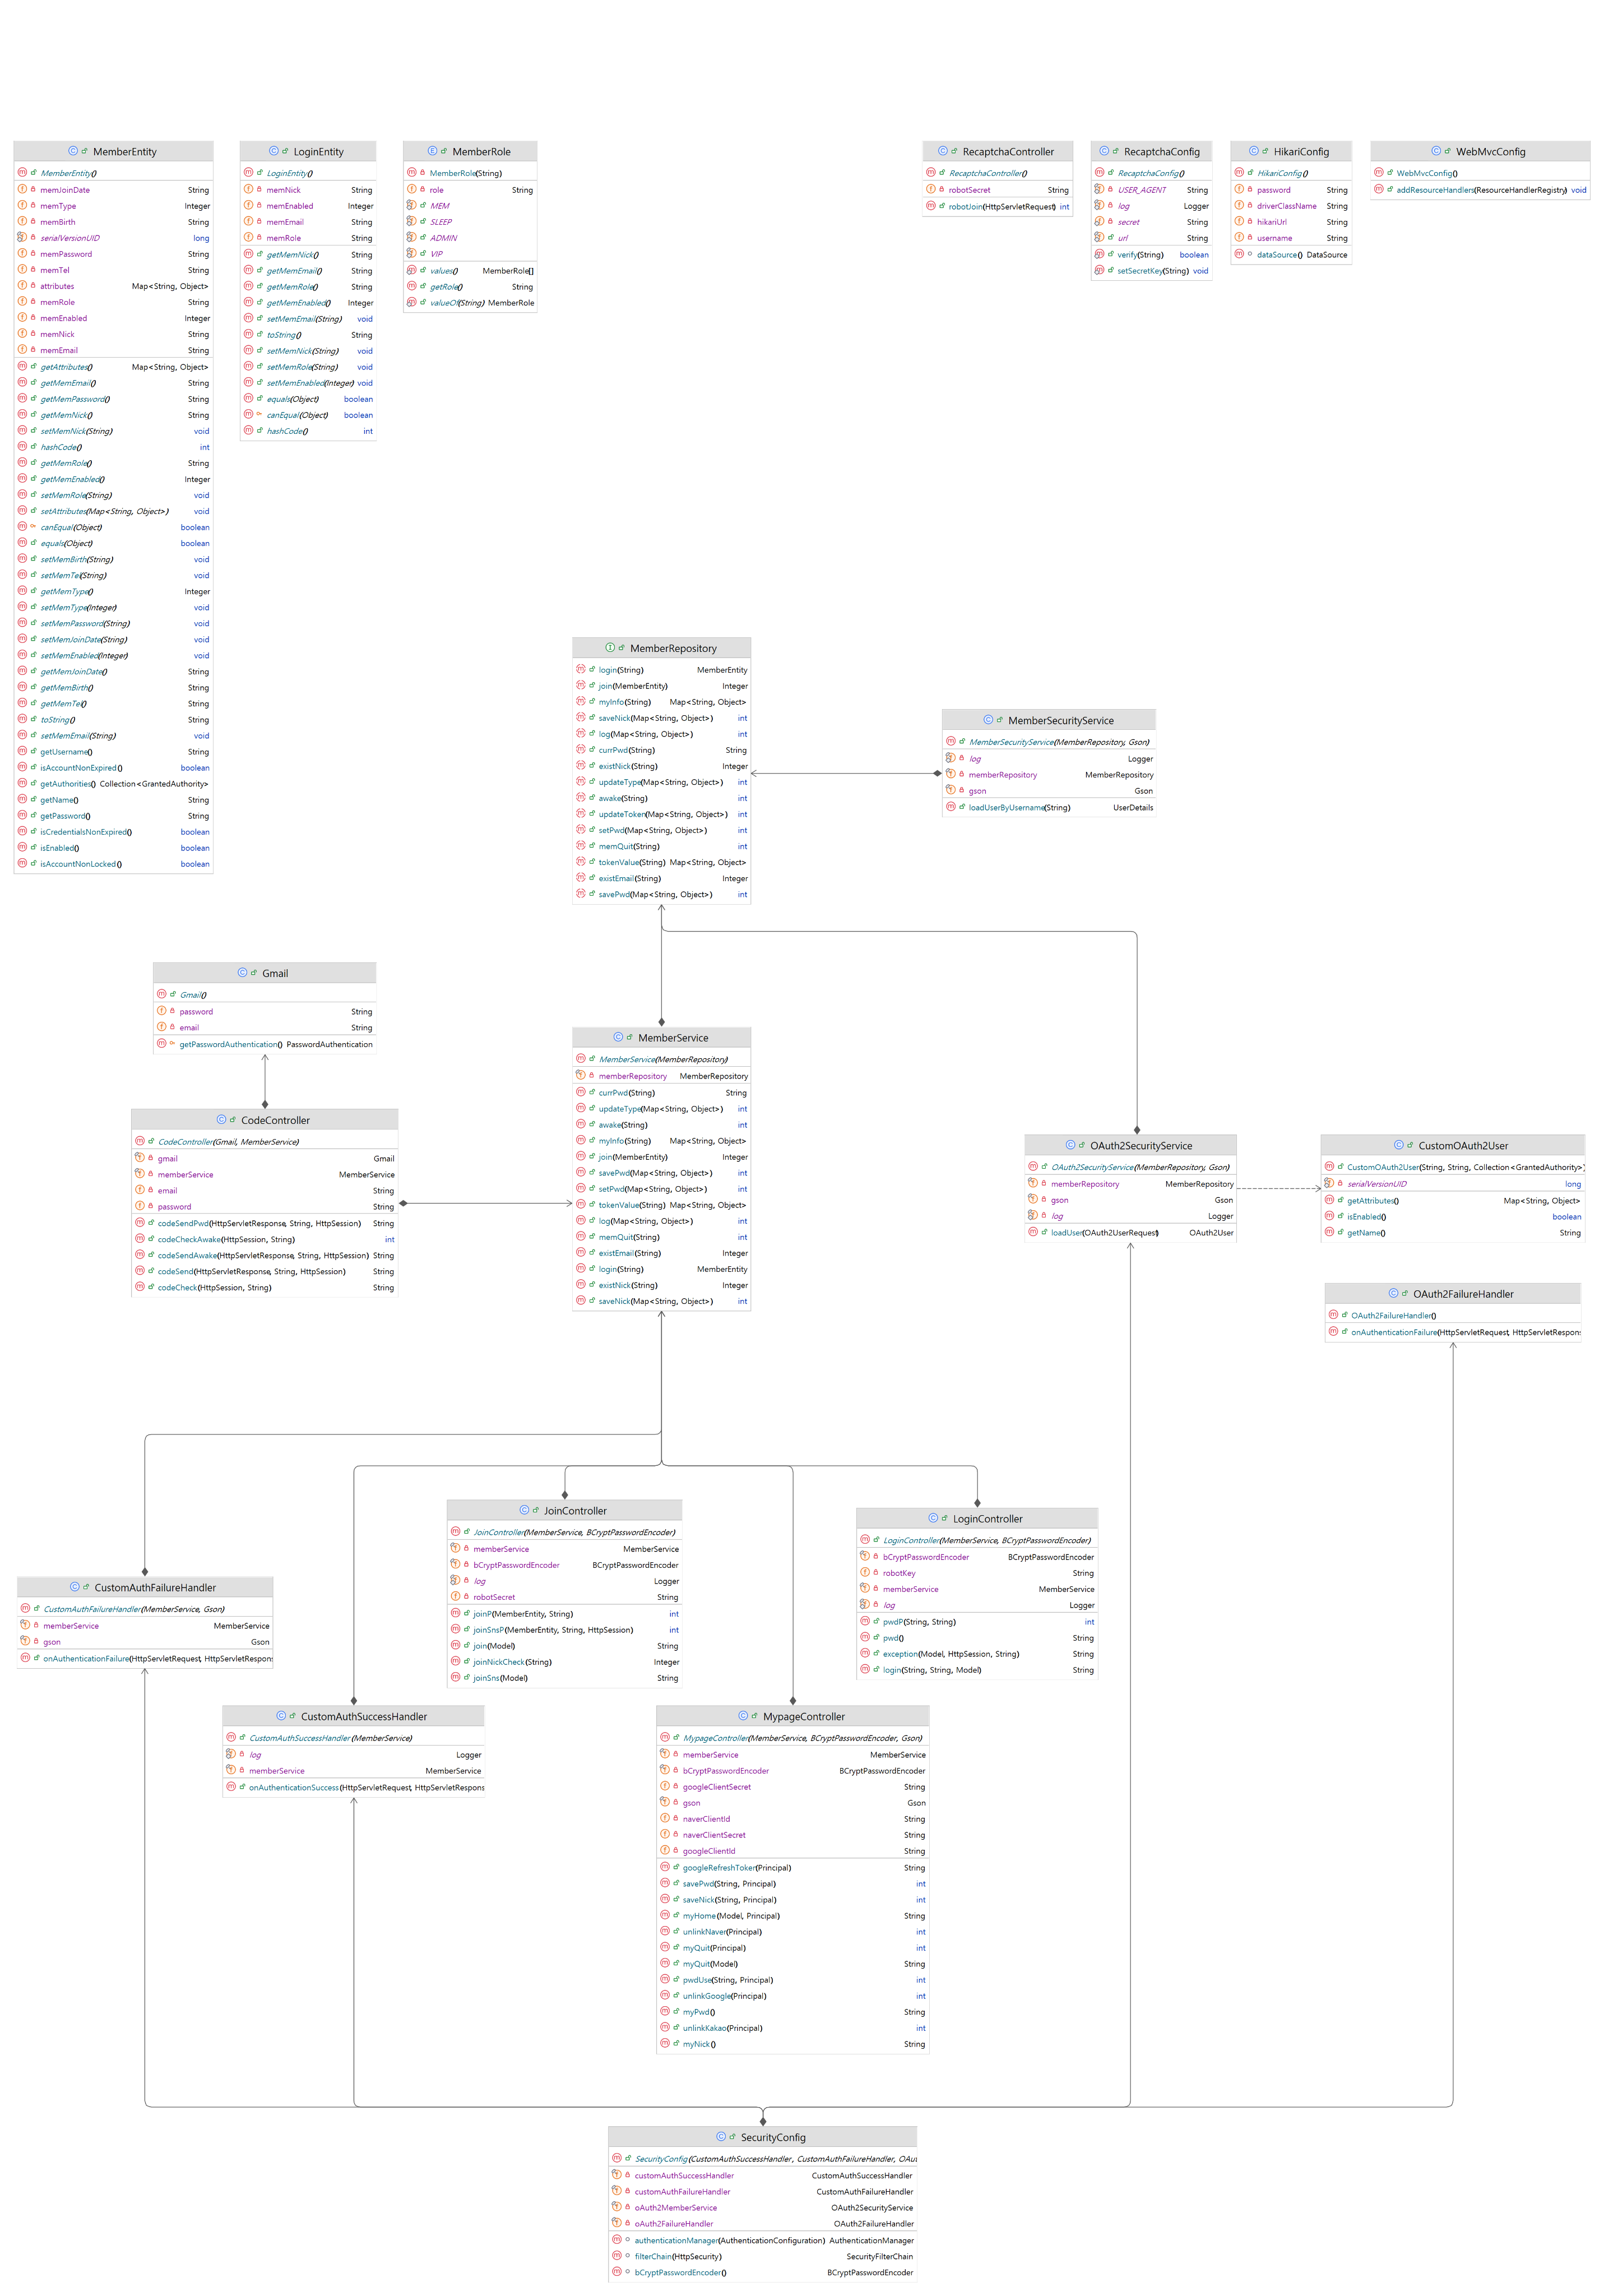 MemberEntity
MemberEntity()
memJoinDate String
memType Integer
memBirth String
serialVersionUID long
memPassword String
memTel String
attributes Map<String, Object>
memRole String
memEnabled Integer
memNick String
memEmail String
getAttributes() Map<String, Object>
getMemEmail() String
getMemPassword() String
getMemNick() String
setMemNick(String) void
hashCode() int
getMemRole() String
getMemEnabled() Integer
setMemRole(String) void
setAttributes(Map<String, Object>) void
canEqual(Object) boolean
equals(Object) boolean
setMemBirth(String) void
setMemTel(String) void
getMemType() Integer
setMemType(Integer) void
setMemPassword(String) void
setMemJoinDate(String) void
setMemEnabled(Integer) void
getMemJoinDate() String
getMemBirth() String
getMemTel() String
toString() String
setMemEmail(String) void
getUsername() String
isAccountNonExpired() boolean
getAuthorities() Collection<GrantedAuthority>
getName() String
getPassword() String
isCredentialsNonExpired() boolean
isEnabled() boolean
isAccountNonLocked() boolean
LoginEntity
LoginEntity()
memNick String
memEnabled Integer
memEmail String
memRole String
getMemNick() String
getMemEmail() String
getMemRole() String
getMemEnabled() Integer
setMemEmail(String) void
toString() String
setMemNick(String) void
setMemRole(String) void
setMemEnabled(Integer) void
equals(Object) boolean
canEqual(Object) boolean
hashCode() int
MemberRole
MemberRole(String)
role String
MEM
SLEEP
ADMIN
VIP
values() MemberRole[]
getRole() String
valueOf(String) MemberRole
RecaptchaController
RecaptchaController()
robotSecret String
robotJoin(HttpServletRequest) int
RecaptchaConfig
RecaptchaConfig()
USER_AGENT String
log Logger
secret String
url String
verify(String) boolean
setSecretKey(String) void
HikariConfig
HikariConfig()
password String
driverClassName String
hikariUrl String
username String
dataSource() DataSource
WebMvcConfig
WebMvcConfig()
addResourceHandlers(ResourceHandlerRegistry) void
MemberRepository
login(String) MemberEntity
join(MemberEntity) Integer
myInfo(String) Map<String, Object>
saveNick(Map<String, Object>) int
log(Map<String, Object>) int
currPwd(String) String
existNick(String) Integer
updateType(Map<String, Object>) int
awake(String) int
updateToken(Map<String, Object>) int
setPwd(Map<String, Object>) int
memQuit(String) int
tokenValue(String) Map<String, Object>
existEmail(String) Integer
savePwd(Map<String, Object>) int
MemberSecurityService
MemberSecurityService(MemberRepository, Gson)
log Logger
memberRepository MemberRepository
gson Gson
loadUserByUsername(String) UserDetails
Gmail
Gmail()
password String
email String
getPasswordAuthentication() PasswordAuthentication
MemberService
MemberService(MemberRepository)
memberRepository MemberRepository
currPwd(String) String
updateType(Map<String, Object>) int
awake(String) int
myInfo(String) Map<String, Object>
join(MemberEntity) Integer
savePwd(Map<String, Object>) int
setPwd(Map<String, Object>) int
tokenValue(String) Map<String, Object>
log(Map<String, Object>) int
memQuit(String) int
existEmail(String) Integer
login(String) MemberEntity
existNick(String) Integer
saveNick(Map<String, Object>) int
CodeController
CodeController(Gmail, MemberService)
gmail Gmail
memberService MemberService
email String
password String
codeSendPwd(HttpServletResponse, String, HttpSession) String
codeCheckAwake(HttpSession, String) int
codeSendAwake(HttpServletResponse, String, HttpSession) String
codeSend(HttpServletResponse, String, HttpSession) String
codeCheck(HttpSession, String) String
OAuth2SecurityService
OAuth2SecurityService(MemberRepository, Gson)
memberRepository MemberRepository
gson Gson
log Logger
loadUser(OAuth2UserRequest) OAuth2User
CustomOAuth2User
CustomOAuth2User(String, String, Collection<GrantedAuthority>)
serialVersionUID long
getAttributes() Map<String, Object>
isEnabled() boolean
getName() String
OAuth2FailureHandler
OAuth2FailureHandler()
onAuthenticationFailure(HttpServletRequest, HttpServletRespon
JoinController
JoinController(MemberService, BCryptPasswordEncoder)
memberService MemberService
bCryptPasswordEncoder BCryptPasswordEncoder
log Logger
robotSecret String
joinP(MemberEntity, String) int
joinSnsP(MemberEntity, String, HttpSession) int
join(Model) String
joinNickCheck(String) Integer
joinSns(Model) String
LoginController
LoginController(MemberService, BCryptPasswordEncoder)
bCryptPasswordEncoder BCryptPasswordEncoder
robotKey String
memberService MemberService
log Logger
pwdP(String, String) int
pwd() String
exception(Model, HttpSession, String) String
login(String, String, Model) String
CustomAuthFailureHandler
CustomAuthFailureHandler(MemberService, Gson)
memberService MemberService
gson Gson
onAuthenticationFailure(HttpServletRequest, HttpServletRespon
CustomAuthSuccessHandler
CustomAuthSuccessHandler(MemberService)
log Logger
memberService MemberService
onAuthenticationSuccess(HttpServletRequest, HttpServletRespons
MypageController
MypageController(MemberService, BCryptPasswordEncoder, Gson)
memberService MemberService
bCryptPasswordEncoder BCryptPasswordEncoder
googleClientSecret String
gson Gson
naverClientId String
naverClientSecret String
googleClientId String
googleRefreshToker(Principal) String
savePwd(String, Principal) int
saveNick(String, Principal) int
myHome(Model, Principal) String
unlinkNaver(Principal) int
myQuit(Principal) int
myQuit(Model) String
pwdUse(String, Principal) int
unlinkGoogle(Principal) int
myPwd() String
unlinkKakao(Principal) int
myNick() String
SecurityConfig
SecurityConfig(CustomAuthSuccessHandler, CustomAuthFailureHandler, OAu
customAuthSuccessHandler CustomAuthSuccessHandler
customAuthFailureHandler CustomAuthFailureHandler
oAuth2MemberService OAuth2SecurityService
oAuth2FailureHandler OAuth2FailureHandler
authenticationManager(AuthenticationConfiguration) AuthenticationManager
filterChain(HttpSecurity) SecurityFilterChain
bCryptPasswordEncoder() BCryptPasswordEncoder